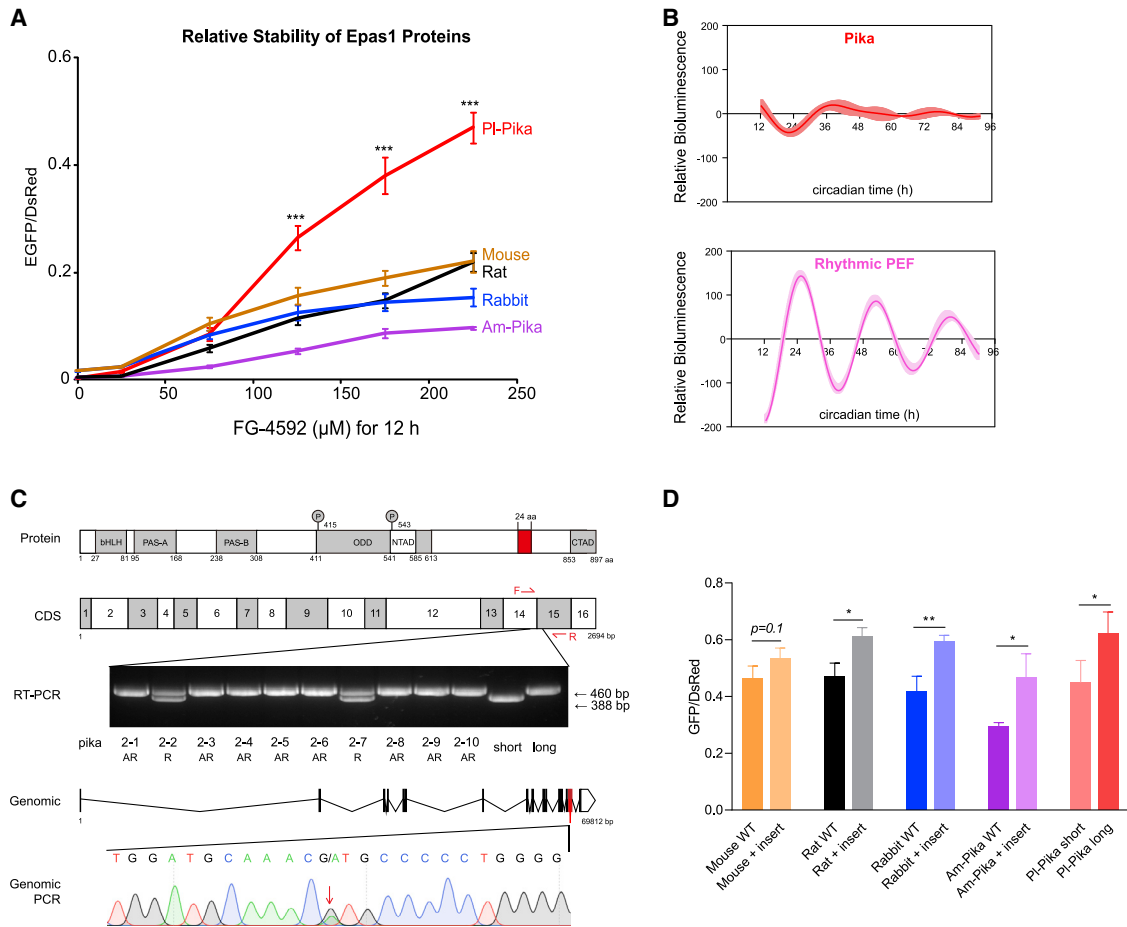 A
Relative Stability of Epas1 Proteins
0.6
0.4
0.2
0
EGFP/DsRed
***
***
***
Pl-Pika
Mouse
Rat
Rabbit
Am-Pika
0 50 100 150 200 250
FG-4592 (µM) for 12 h
B
Pika
200
100
0
-100
-200
Relative Bioluminescence
12 24 36 48 60 72 84 96
circadian time (h)
Rhythmic PEF
200
100
0
-100
-200
Relative Bioluminescence
12 24 36 48 60 72 84 96
circadian time (h)
C
Protein
P 415 P 543 24 aa
bHLH PAS-A PAS-B ODD NTAD CTAD
1 27 81 95 168 238 308 411 541 585 613 853 897 aa
F
CDS
1 2 3 4 5 6 7 8 9 10 11 12 13 14 15 16
1 R 2694 bp
RT-PCR
← 460 bp
← 388 bp
pika 2-1 2-2 2-3 2-4 2-5 2-6 2-7 2-8 2-9 2-10 short long
AR R AR AR AR AR R AR AR AR
Genomic
1 69812 bp
T G G A T G C A A A C G/A T G C C C C C T G G G G
Genomic
PCR
D
0.8
0.6
0.4
0.2
0.0
GFP/DsRed
p=0.1
*
**
*
*
Mouse WT
Mouse + insert
Rat WT
Rat + insert
Rabbit WT
Rabbit + insert
Am-Pika WT
Am-Pika + insert
Pl-Pika short
Pl-Pika long